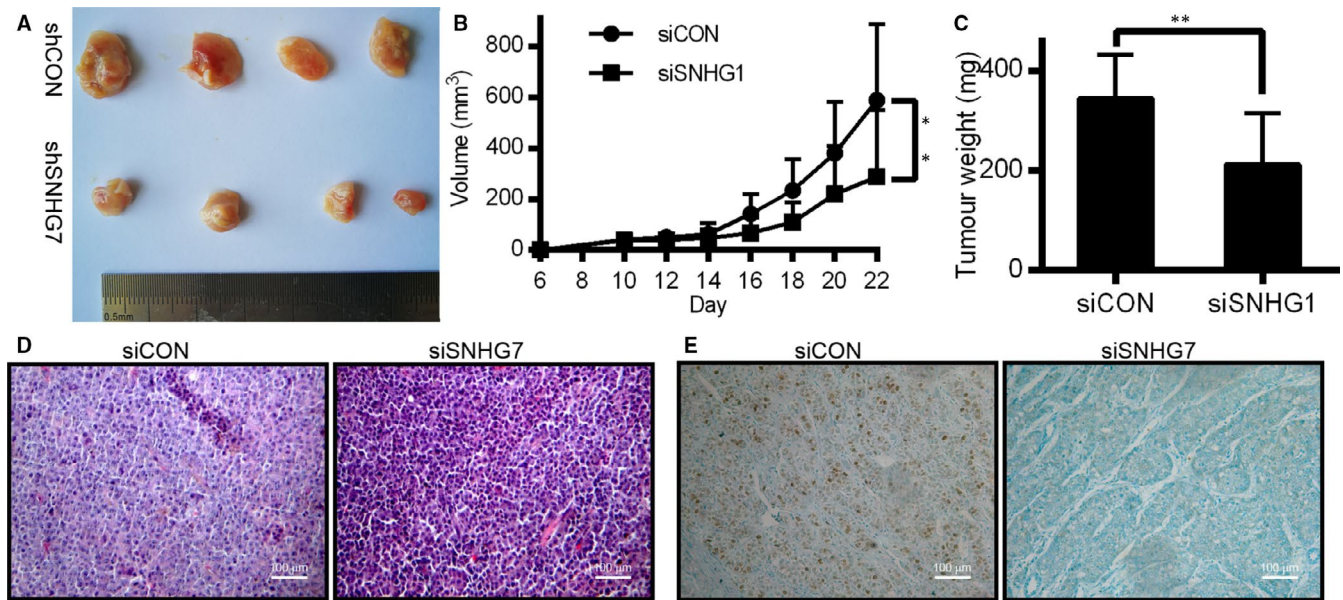 A
shCON
shSNHG7
0.5mm
B
siCON
siSNHG1
Volume (mm³)
800
600
400
200
0
6 8 10 12 14 16 18 20 22
Day
*
*
C
**
Tumour weight (mg)
400
200
0
siCON siSNHG1
D
siCON siSNHG7
100 µm 100 µm
E
siCON siSNHG7
100 µm 100 µm